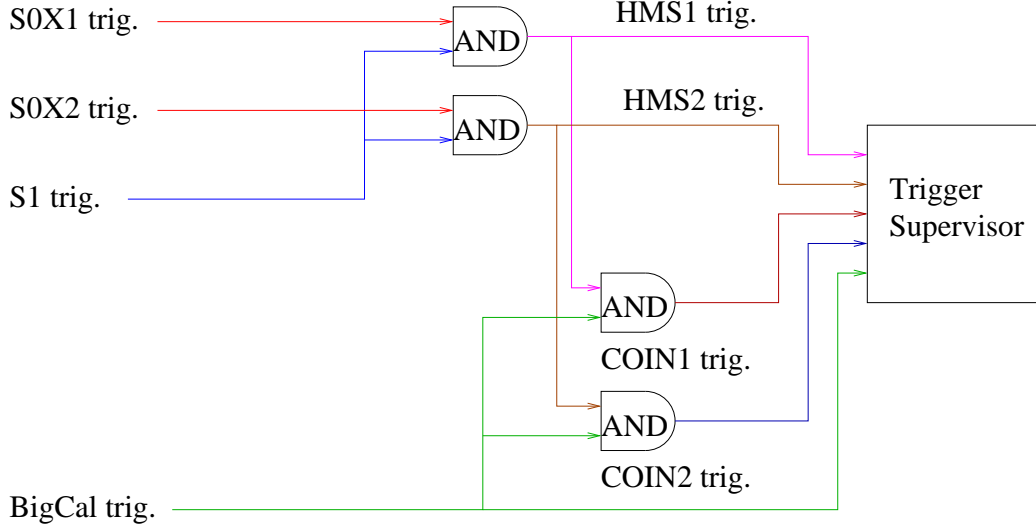 S0X1 trig.
AND
HMS1 trig.
S0X2 trig.
AND
HMS2 trig.
S1 trig.
Trigger
Supervisor
AND
COIN1 trig.
AND
COIN2 trig.
BigCal trig.